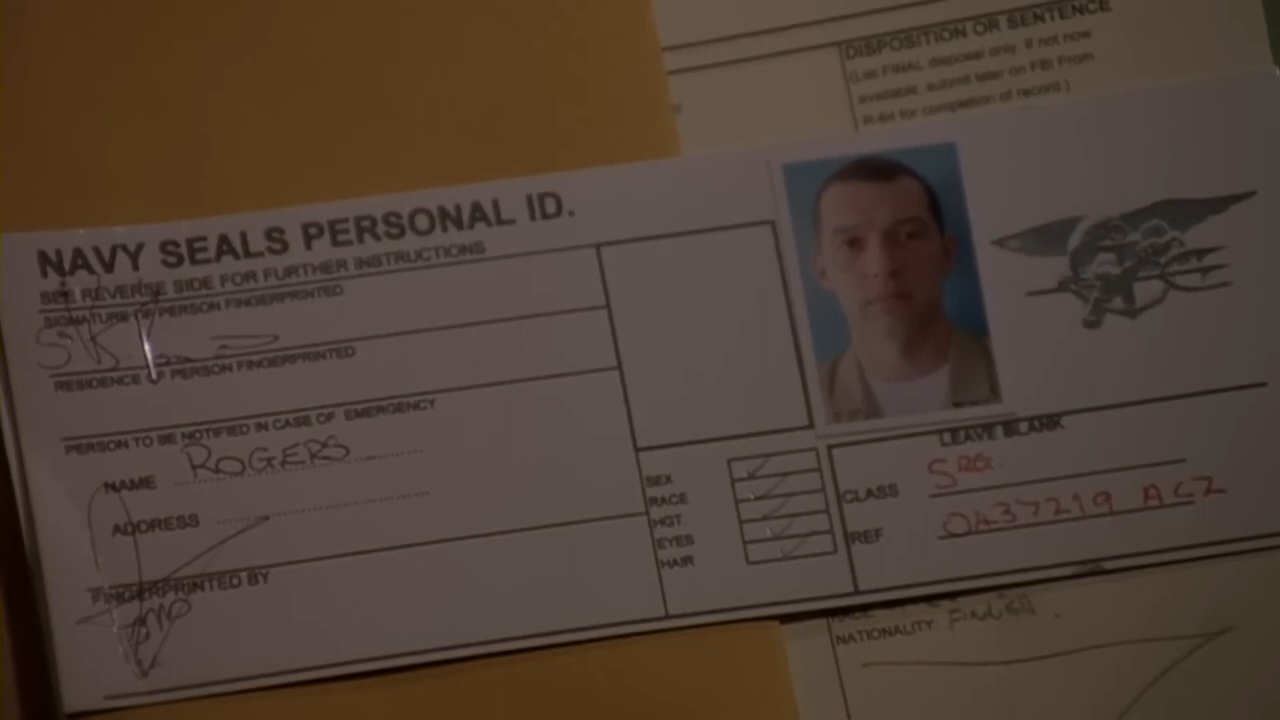 DISPOSITION OR SENTENCE
(List FINAL disposal only. If not now
available, submit later on FBI From
R-84 for completion of record.)
NAVY SEALS PERSONAL ID.
SEE REVERSE SIDE FOR FURTHER INSTRUCTIONS
SIGNATURE OF PERSON FINGERPRINTED
RESIDENCE OF PERSON FINGERPRINTED
PERSON TO BE NOTIFIED IN CASE OF EMERGENCY
NAME ROGERS
ADDRESS
FINGERPRINTED BY
SEX
RACE
HGT.
EYES
HAIR
LEAVE BLANK
CLASS SRG.
REF. 0A37219 ACZ
NATIONALITY: